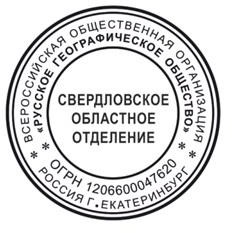 ВСЕРОССИЙСКАЯ ОБЩЕСТВЕННАЯ ОРГАНИЗАЦИЯ
«РУССКОЕ ГЕОГРАФИЧЕСКОЕ ОБЩЕСТВО»
СВЕРДЛОВСКОЕ
ОБЛАСТНОЕ
ОТДЕЛЕНИЕ
ОГРН 1206600047620
РОССИЯ Г. ЕКАТЕРИНБУРГ